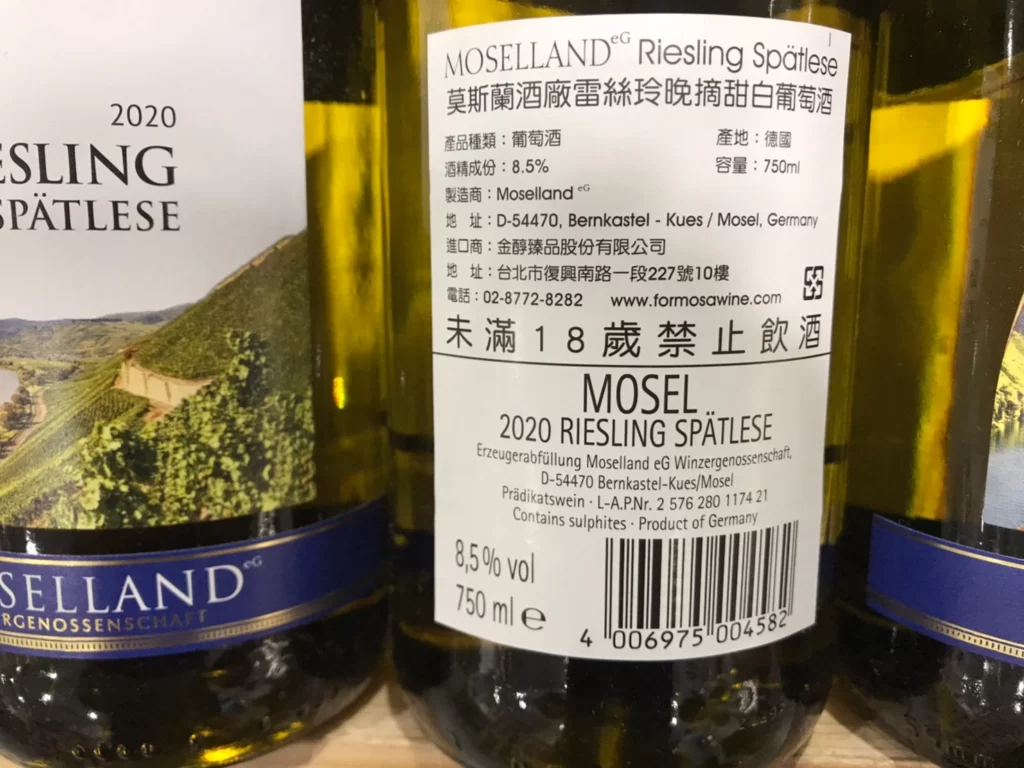 2020
ESLING
SPÄTLESE
SELLAND eG
ERGENOSSENSCHAFT
MOSELLAND eG Riesling Spätlese
莫斯蘭酒廠雷絲玲晚摘甜白葡萄酒
產品種類：葡萄酒 產地：德國
酒精成份：8.5% 容量：750ml
製造商：Moselland eG
地 址：D-54470, Bernkastel - Kues / Mosel, Germany
進口商：金醇臻品股份有限公司
地 址：台北市復興南路一段227號10樓
電話：02-8772-8282 www.formosawine.com
未滿18歲禁止飲酒
MOSEL
2020 RIESLING SPÄTLESE
Erzeugerabfüllung Moselland eG Winzergenossenschaft,
D-54470 Bernkastel-Kues/Mosel
Prädikatswein · L-A.P.Nr. 2 576 280 1174 21
Contains sulphites · Product of Germany
8,5% vol
750 ml e
4 006975 004582